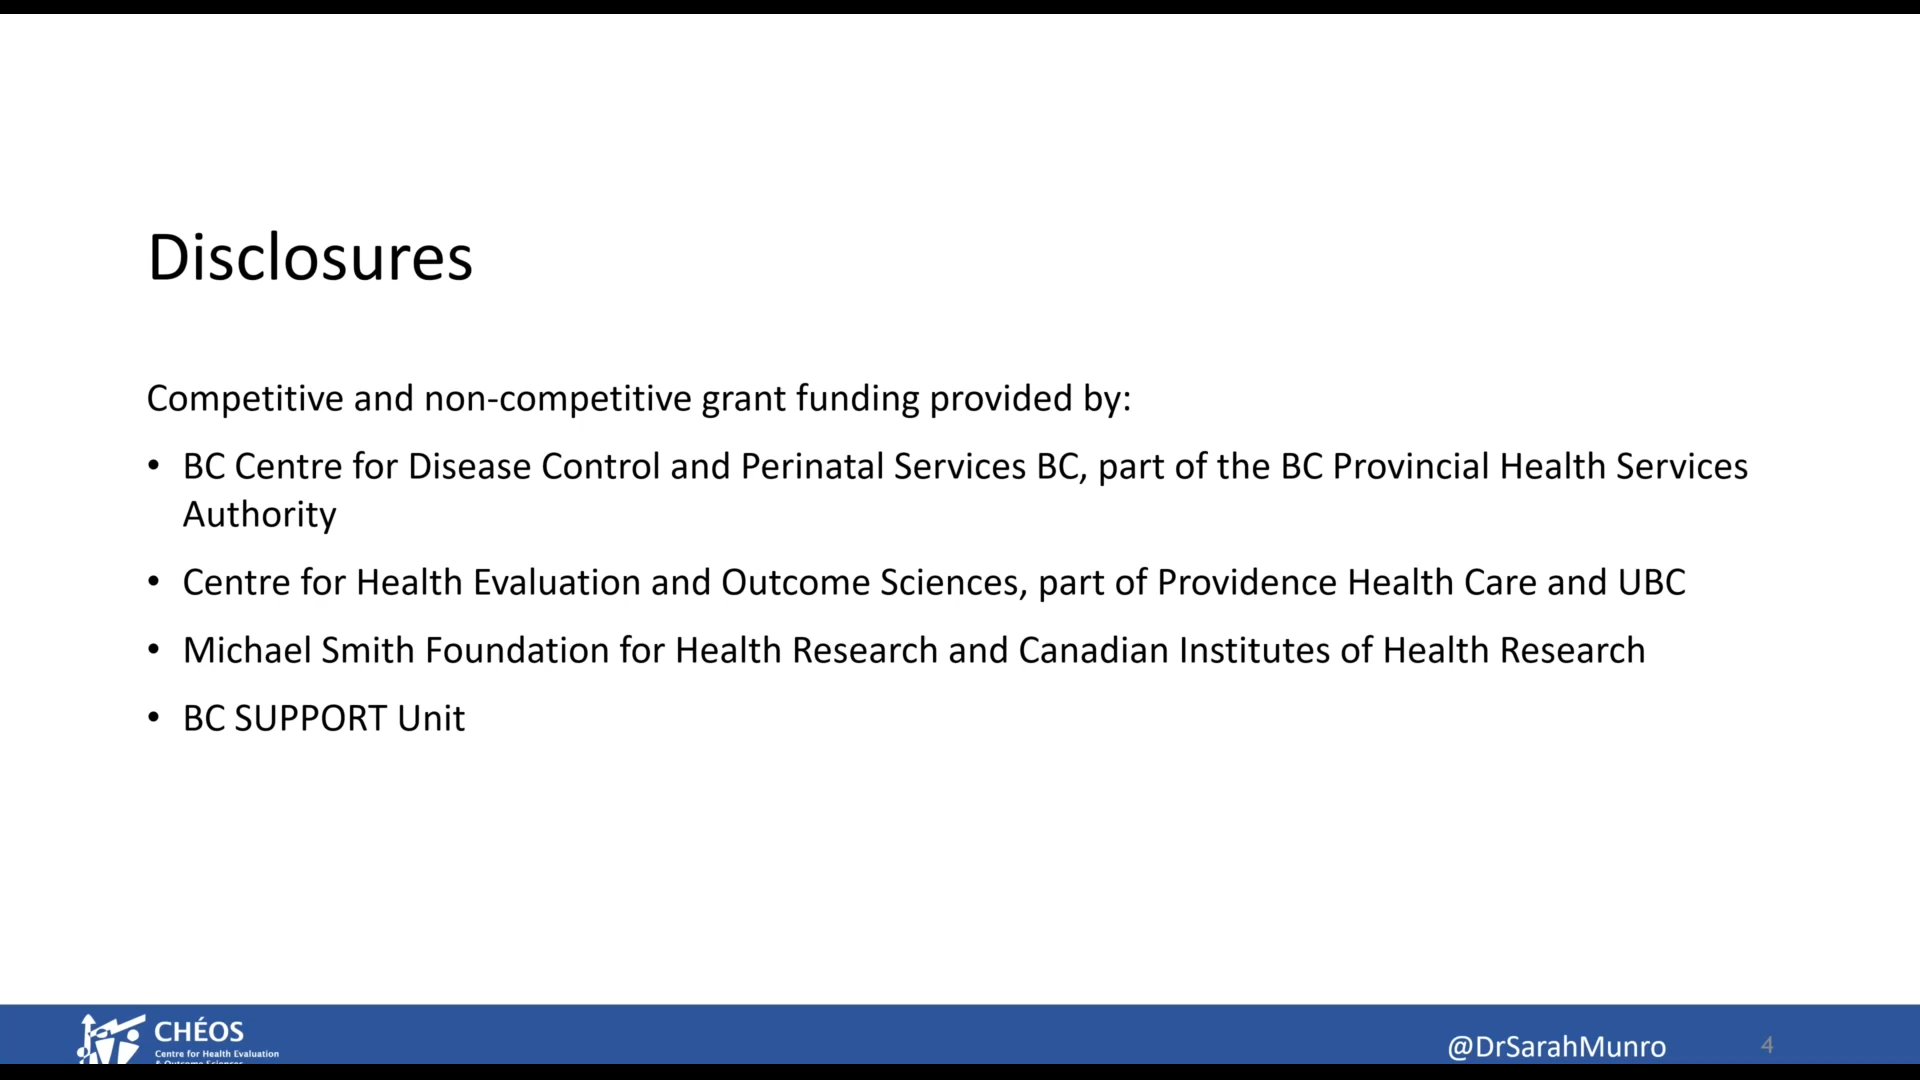 Disclosures
Competitive and non-competitive grant funding provided by:
• BC Centre for Disease Control and Perinatal Services BC, part of the BC Provincial Health Services
Authority
• Centre for Health Evaluation and Outcome Sciences, part of Providence Health Care and UBC
• Michael Smith Foundation for Health Research and Canadian Institutes of Health Research
• BC SUPPORT Unit
CHÉOS
Centre for Health Evaluation
& Outcome Sciences
@DrSarahMunro
4